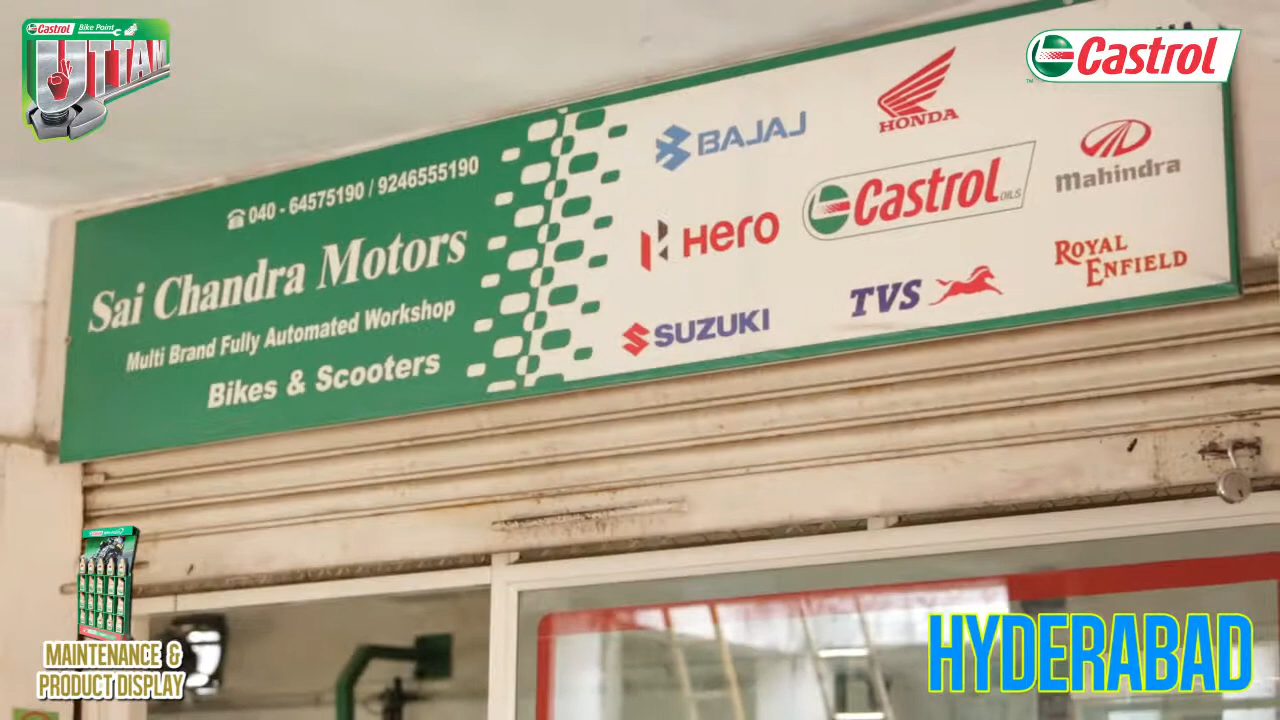 Castrol Bike Point
UTTAM
Castrol
040 - 64575190 / 9246555190
Sai Chandra Motors
Multi Brand Fully Automated Workshop
Bikes & Scooters
BAJAJ
HONDA
Hero
Castrol OILS
Mahindra
SUZUKI
TVS
ROYAL
ENFIELD
MAINTENANCE &
PRODUCT DISPLAY
HYDERABAD